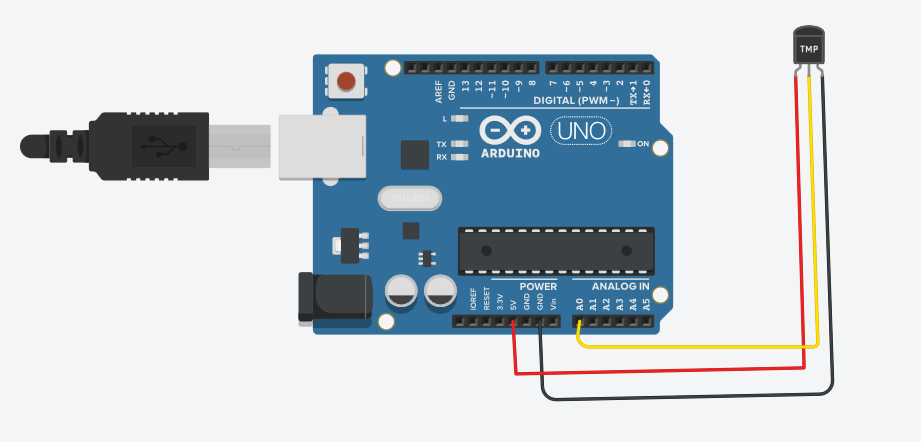 TMP
AREF
GND
13
12
~11
~10
~9
8
7
~6
~5
4
~3
2
TX→1
RX←0
DIGITAL (PWM~)
L
TX
RX
ARDUINO
UNO
ON
POWER
ANALOG IN
IOREF
RESET
3.3V
5V
GND
GND
Vin
A0
A1
A2
A3
A4
A5